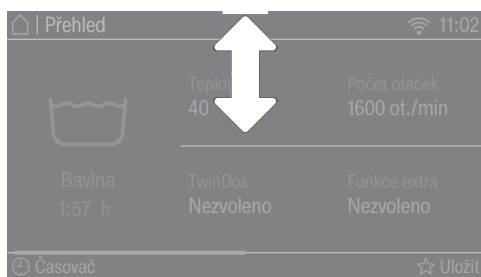 Přehled 11:02
Teplot Počet otáček
40 1600 ot./min
Bavlna TwinDos Funkce extra
1:57 h Nezvoleno Nezvoleno
Časovač Uložit